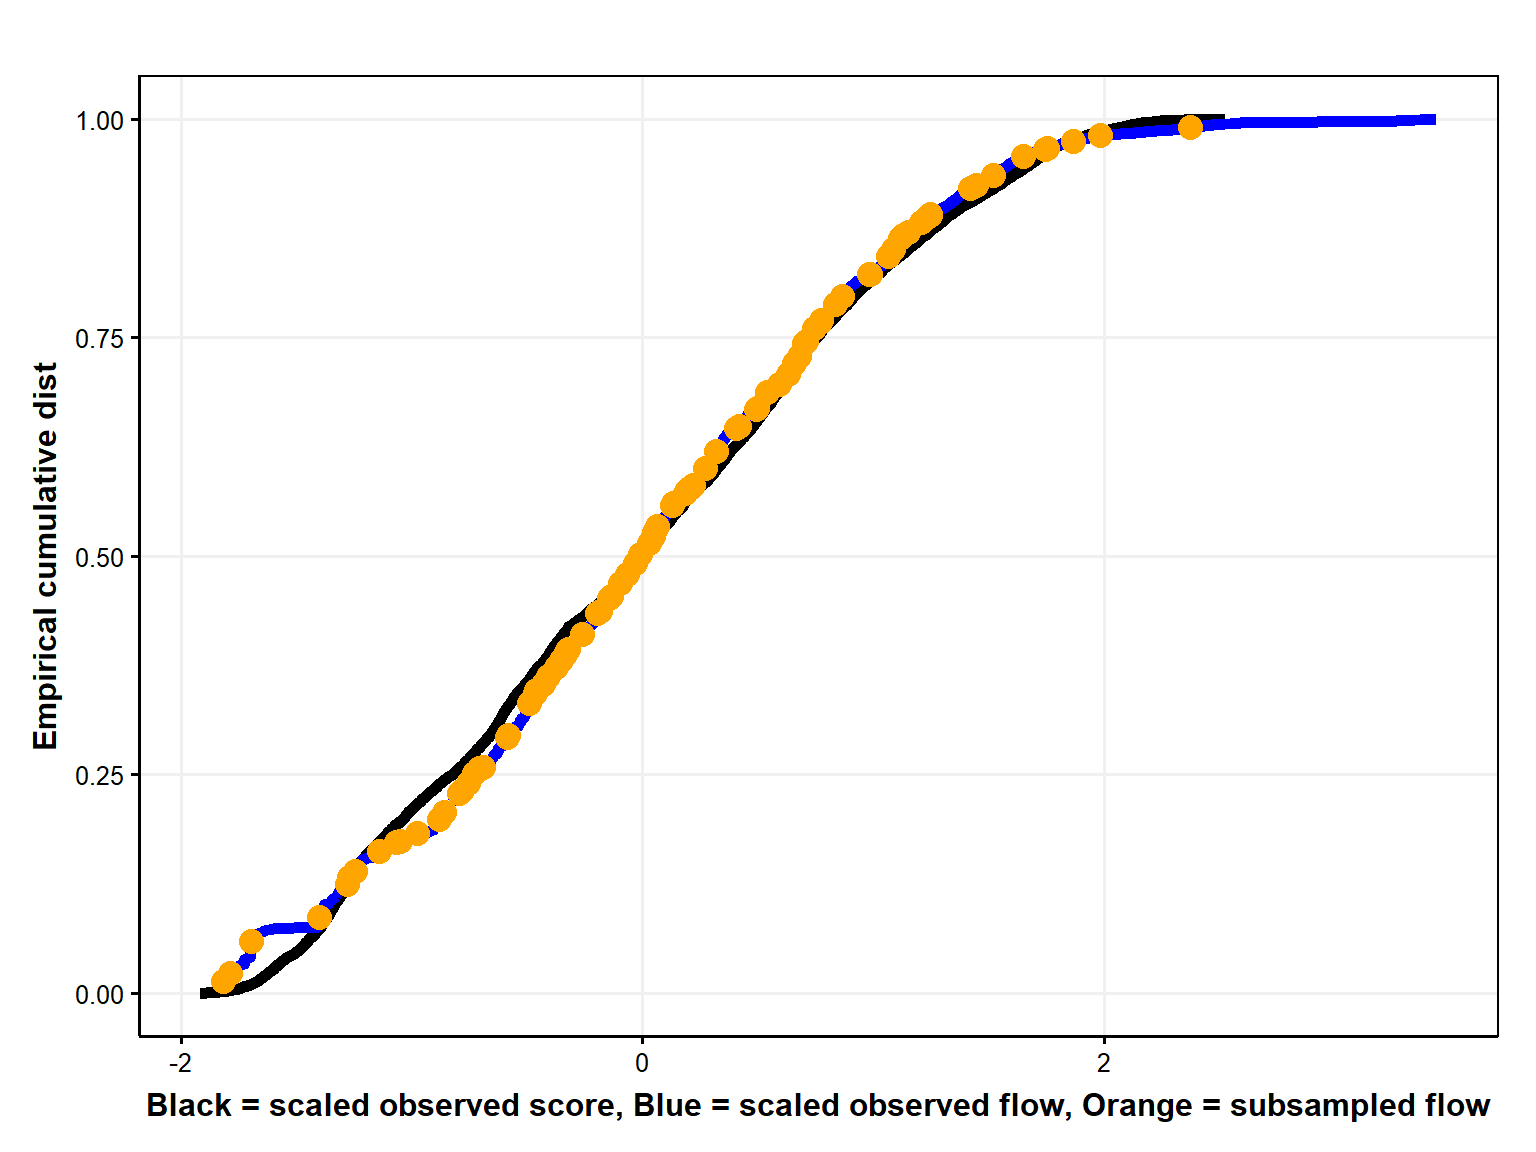 1.00
0.75
0.50
0.25
0.00
Empirical cumulative dist
-2 0 2
Black = scaled observed score, Blue = scaled observed flow, Orange = subsampled flow